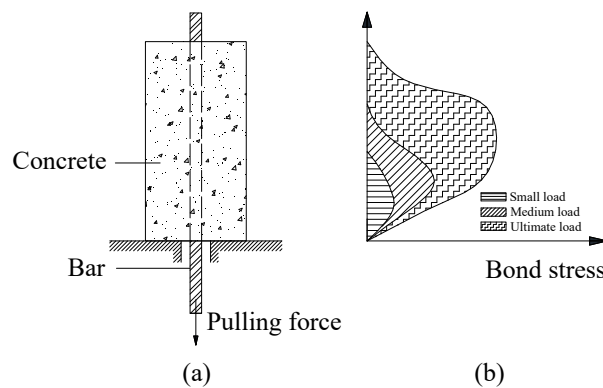 Concrete
Bar
Pulling force
(a)
Small load
Medium load
Ultimate load
Bond stress
(b)